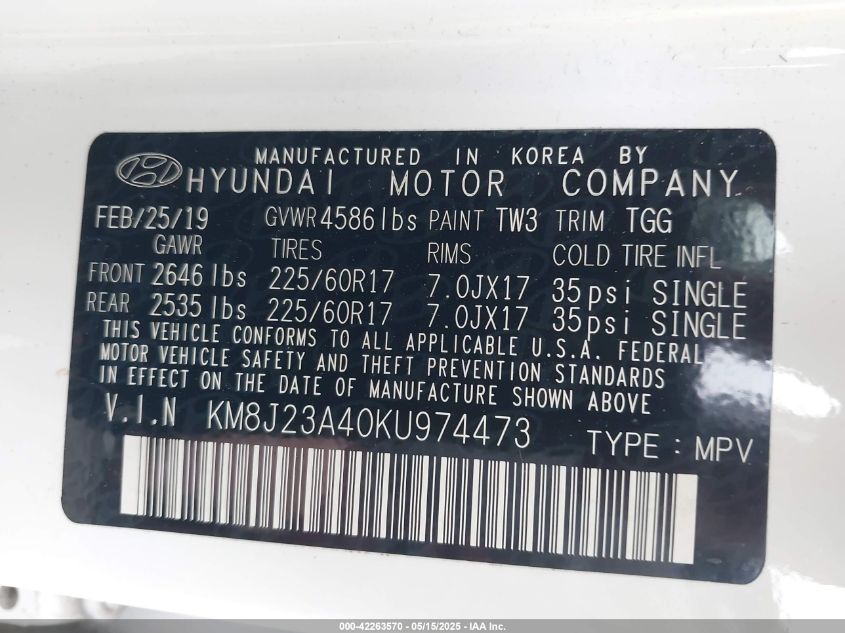 MANUFACTURED IN KOREA BY
HYUNDAI MOTOR COMPANY
FEB/25/19 GVWR 4586 lbs PAINT TW3 TRIM TGG
GAWR TIRES RIMS COLD TIRE INFL
FRONT 2646 lbs 225/60R17 7.0JX17 35psi SINGLE
REAR 2535 lbs 225/60R17 7.0JX17 35psi SINGLE
THIS VEHICLE CONFORMS TO ALL APPLICABLE U.S.A. FEDERAL
MOTOR VEHICLE SAFETY AND THEFT PREVENTION STANDARDS
IN EFFECT ON THE DATE OF MANUFACTURE SHOWN ABOVE
V.I.N KM8J23A40KU974473 TYPE : MPV
000-42263570 - 05/15/2025 - IAA Inc.